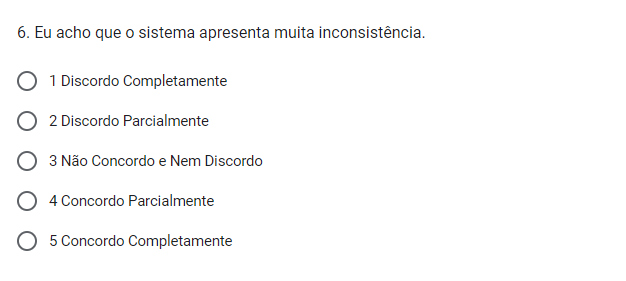 6. Eu acho que o sistema apresenta muita inconsistência.
1 Discordo Completamente
2 Discordo Parcialmente
3 Não Concordo e Nem Discordo
4 Concordo Parcialmente
5 Concordo Completamente